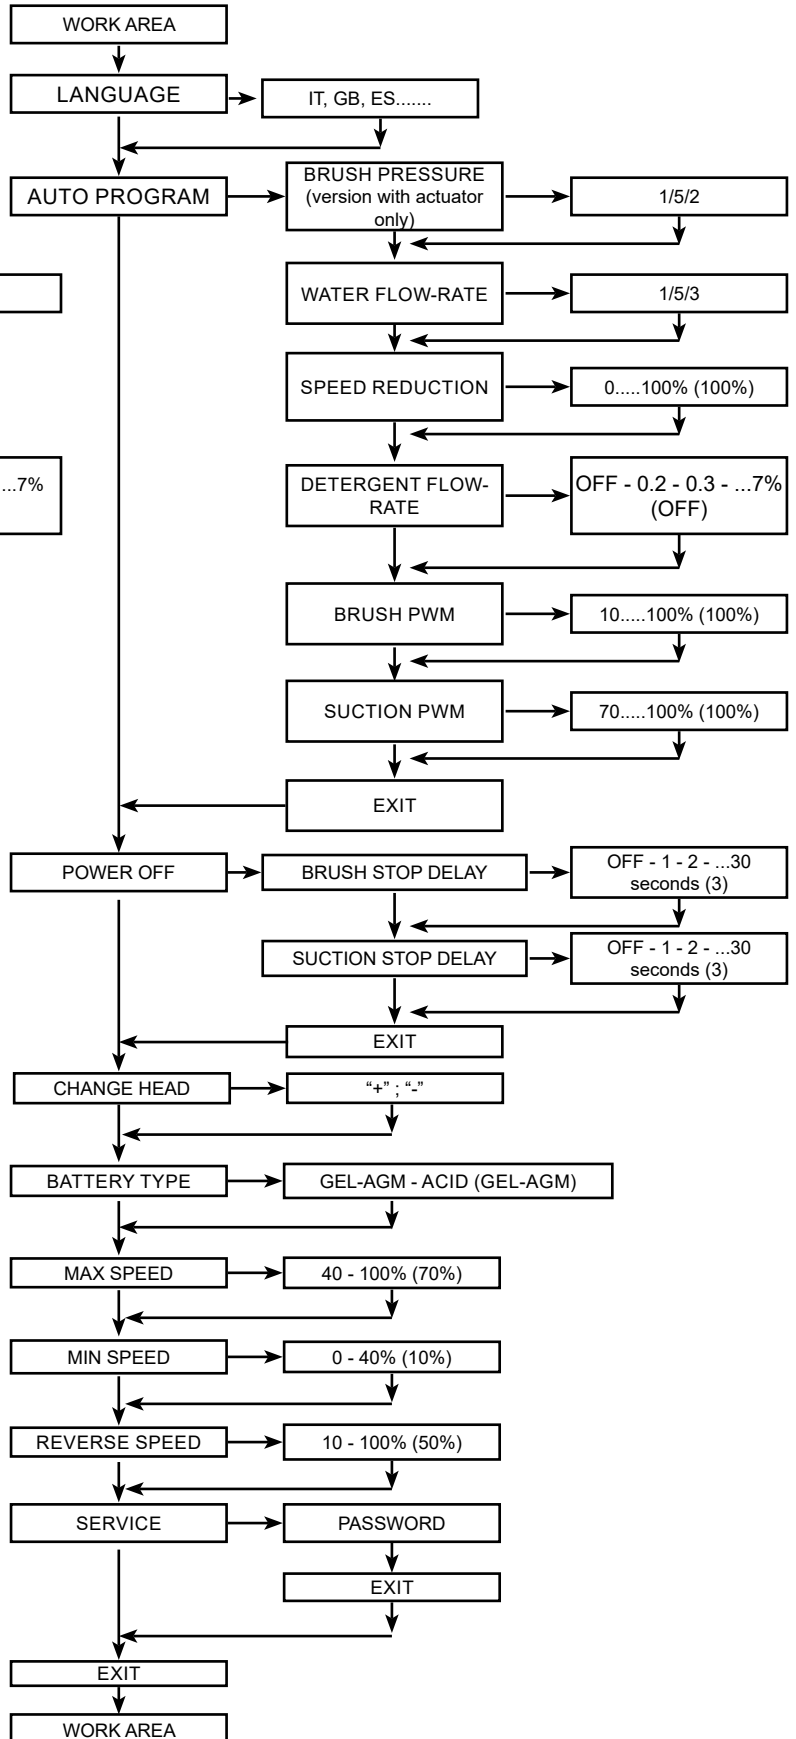 WORK AREA
LANGUAGE
IT, GB, ES.......
AUTO PROGRAM
BRUSH PRESSURE
(version with actuator
only)
1/5/2
WATER FLOW-RATE
1/5/3
SPEED REDUCTION
0.....100% (100%)
...7%
DETERGENT FLOW-
RATE
OFF - 0.2 - 0.3 - ...7%
(OFF)
BRUSH PWM
10.....100% (100%)
SUCTION PWM
70.....100% (100%)
EXIT
POWER OFF
BRUSH STOP DELAY
OFF - 1 - 2 - ...30
seconds (3)
SUCTION STOP DELAY
OFF - 1 - 2 - ...30
seconds (3)
EXIT
CHANGE HEAD
“+” ; “-”
BATTERY TYPE
GEL-AGM - ACID (GEL-AGM)
MAX SPEED
40 - 100% (70%)
MIN SPEED
0 - 40% (10%)
REVERSE SPEED
10 - 100% (50%)
SERVICE
PASSWORD
EXIT
EXIT
WORK AREA